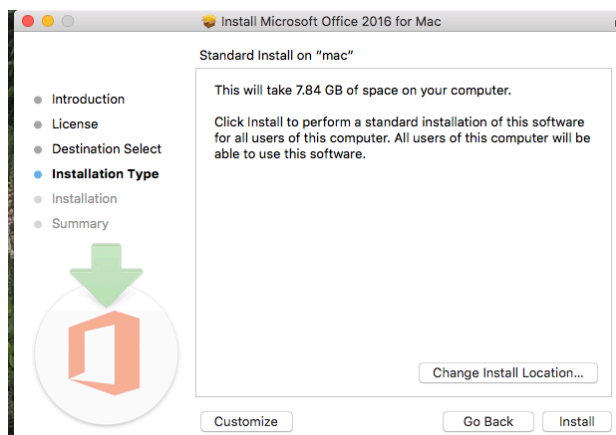 Install Microsoft Office 2016 for Mac
Standard Install on "mac"
Introduction
License
Destination Select
Installation Type
Installation
Summary
This will take 7.84 GB of space on your computer.
Click Install to perform a standard installation of this software
for all users of this computer. All users of this computer will be
able to use this software.
Change Install Location...
Customize
Go Back
Install